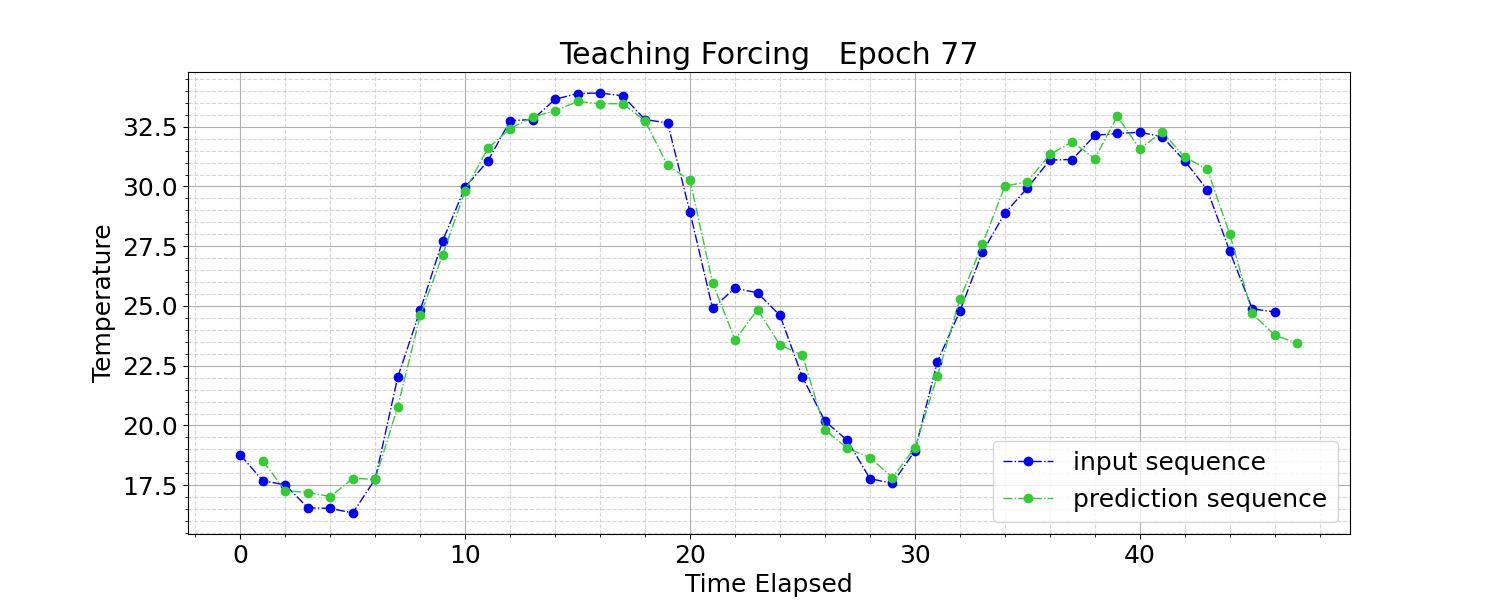 Teaching Forcing   Epoch 77
Temperature
32.5
30.0
27.5
25.0
22.5
20.0
17.5
input sequence
prediction sequence
0 10 20 30 40
Time Elapsed